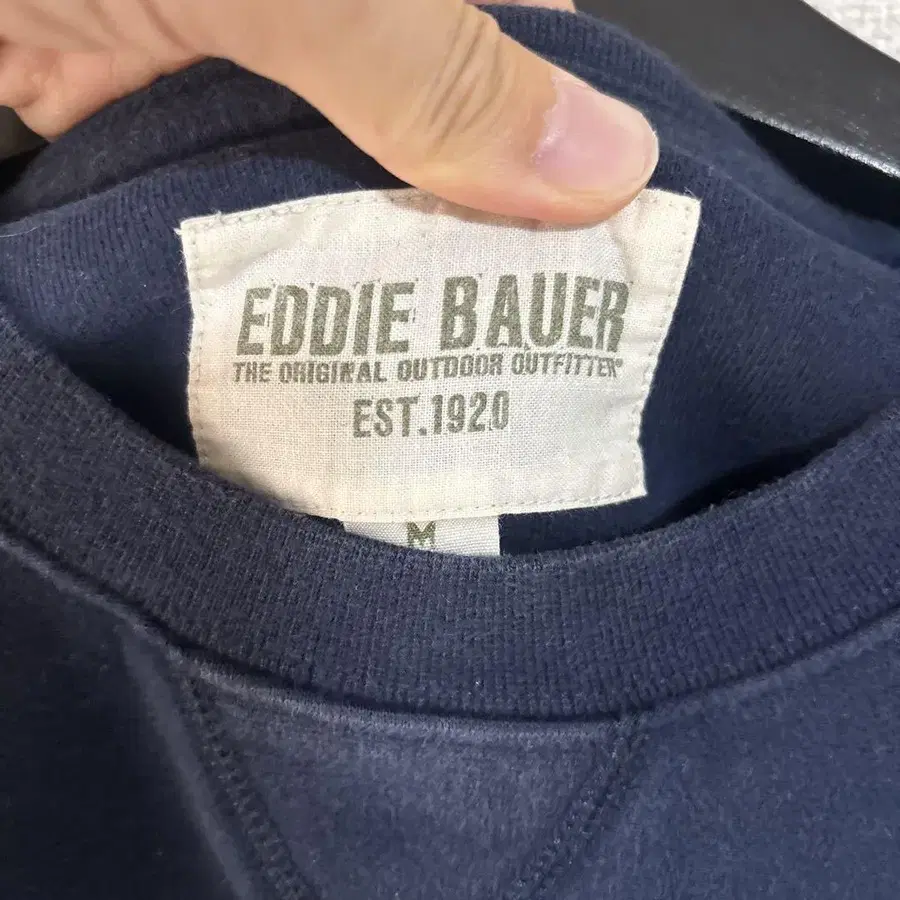 EDDIE BAUER
THE ORIGINAL OUTDOOR OUTFITTER®
EST.1920
M